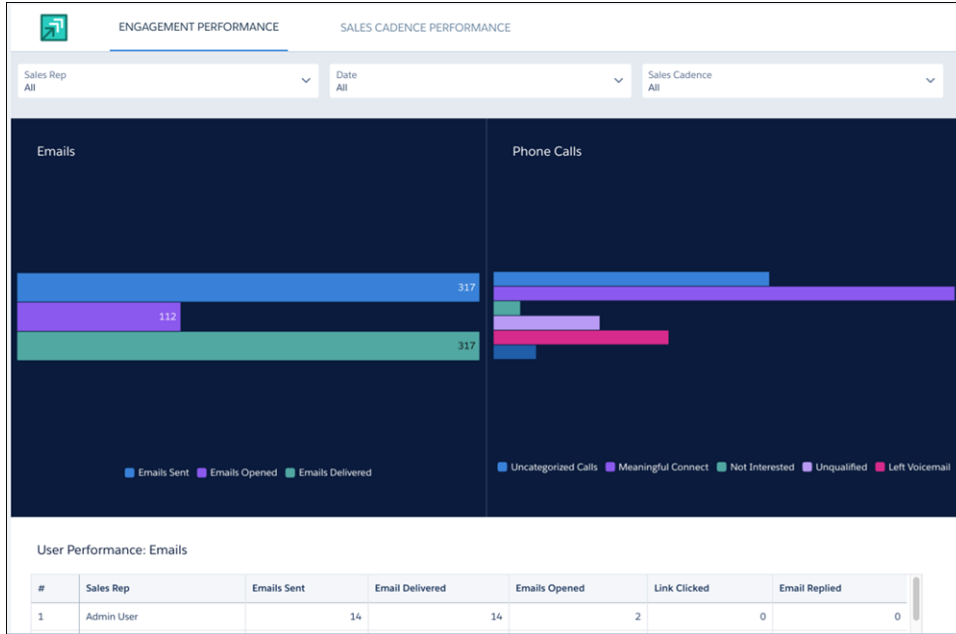 ENGAGEMENT PERFORMANCE SALES CADENCE PERFORMANCE
Sales Rep
All
Date
All
Sales Cadence
All
Emails
317
112
317
Emails Sent Emails Opened Emails Delivered
Phone Calls
Uncategorized Calls Meaningful Connect Not Interested Unqualified Left Voicemail
User Performance: Emails
# Sales Rep Emails Sent Email Delivered Emails Opened Link Clicked Email Replied
1 Admin User 14 14 2 0 0